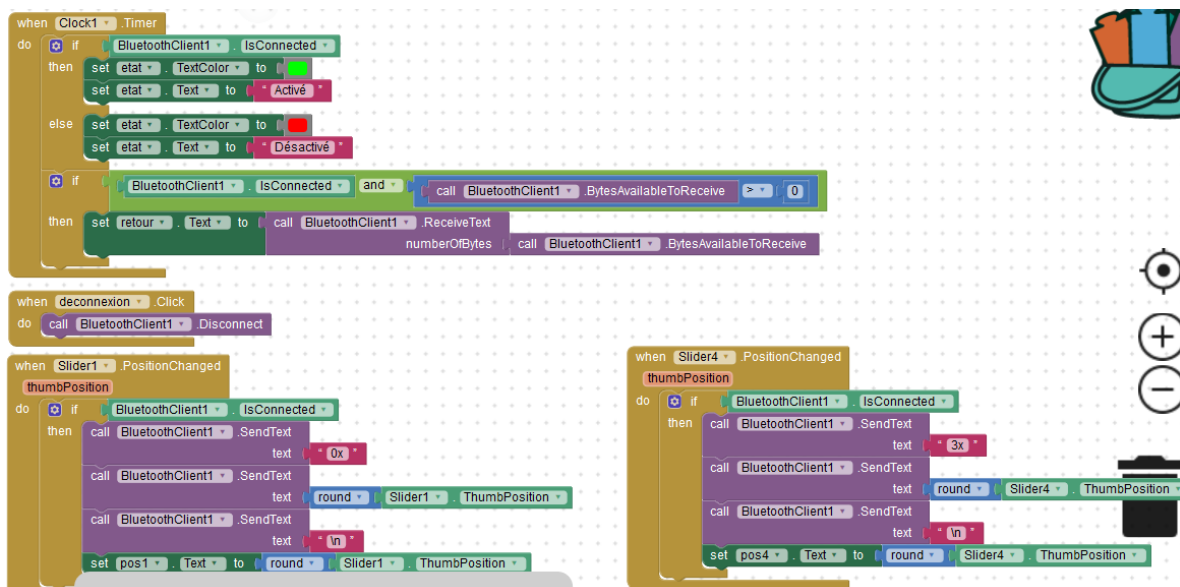 when Clock1 .Timer
do if BluetoothClient1 . IsConnected
then set etat . TextColor to
set etat . Text to " Activé "
else set etat . TextColor to
set etat . Text to " Désactivé "
if BluetoothClient1 . IsConnected and call BluetoothClient1 .BytesAvailableToReceive > 0
then set retour . Text to call BluetoothClient1 .ReceiveText
numberOfBytes call BluetoothClient1 .BytesAvailableToReceive
when deconnexion .Click
do call BluetoothClient1 .Disconnect
when Slider1 .PositionChanged
thumbPosition
do if BluetoothClient1 . IsConnected
then call BluetoothClient1 .SendText
text " 0x "
call BluetoothClient1 .SendText
text round Slider1 . ThumbPosition
call BluetoothClient1 .SendText
text " \n "
set pos1 . Text to round Slider1 . ThumbPosition
when Slider4 .PositionChanged
thumbPosition
do if BluetoothClient1 . IsConnected
then call BluetoothClient1 .SendText
text " 3x "
call BluetoothClient1 .SendText
text round Slider4 . ThumbPosition
call BluetoothClient1 .SendText
text " \n "
set pos4 . Text to round Slider4 . ThumbPosition